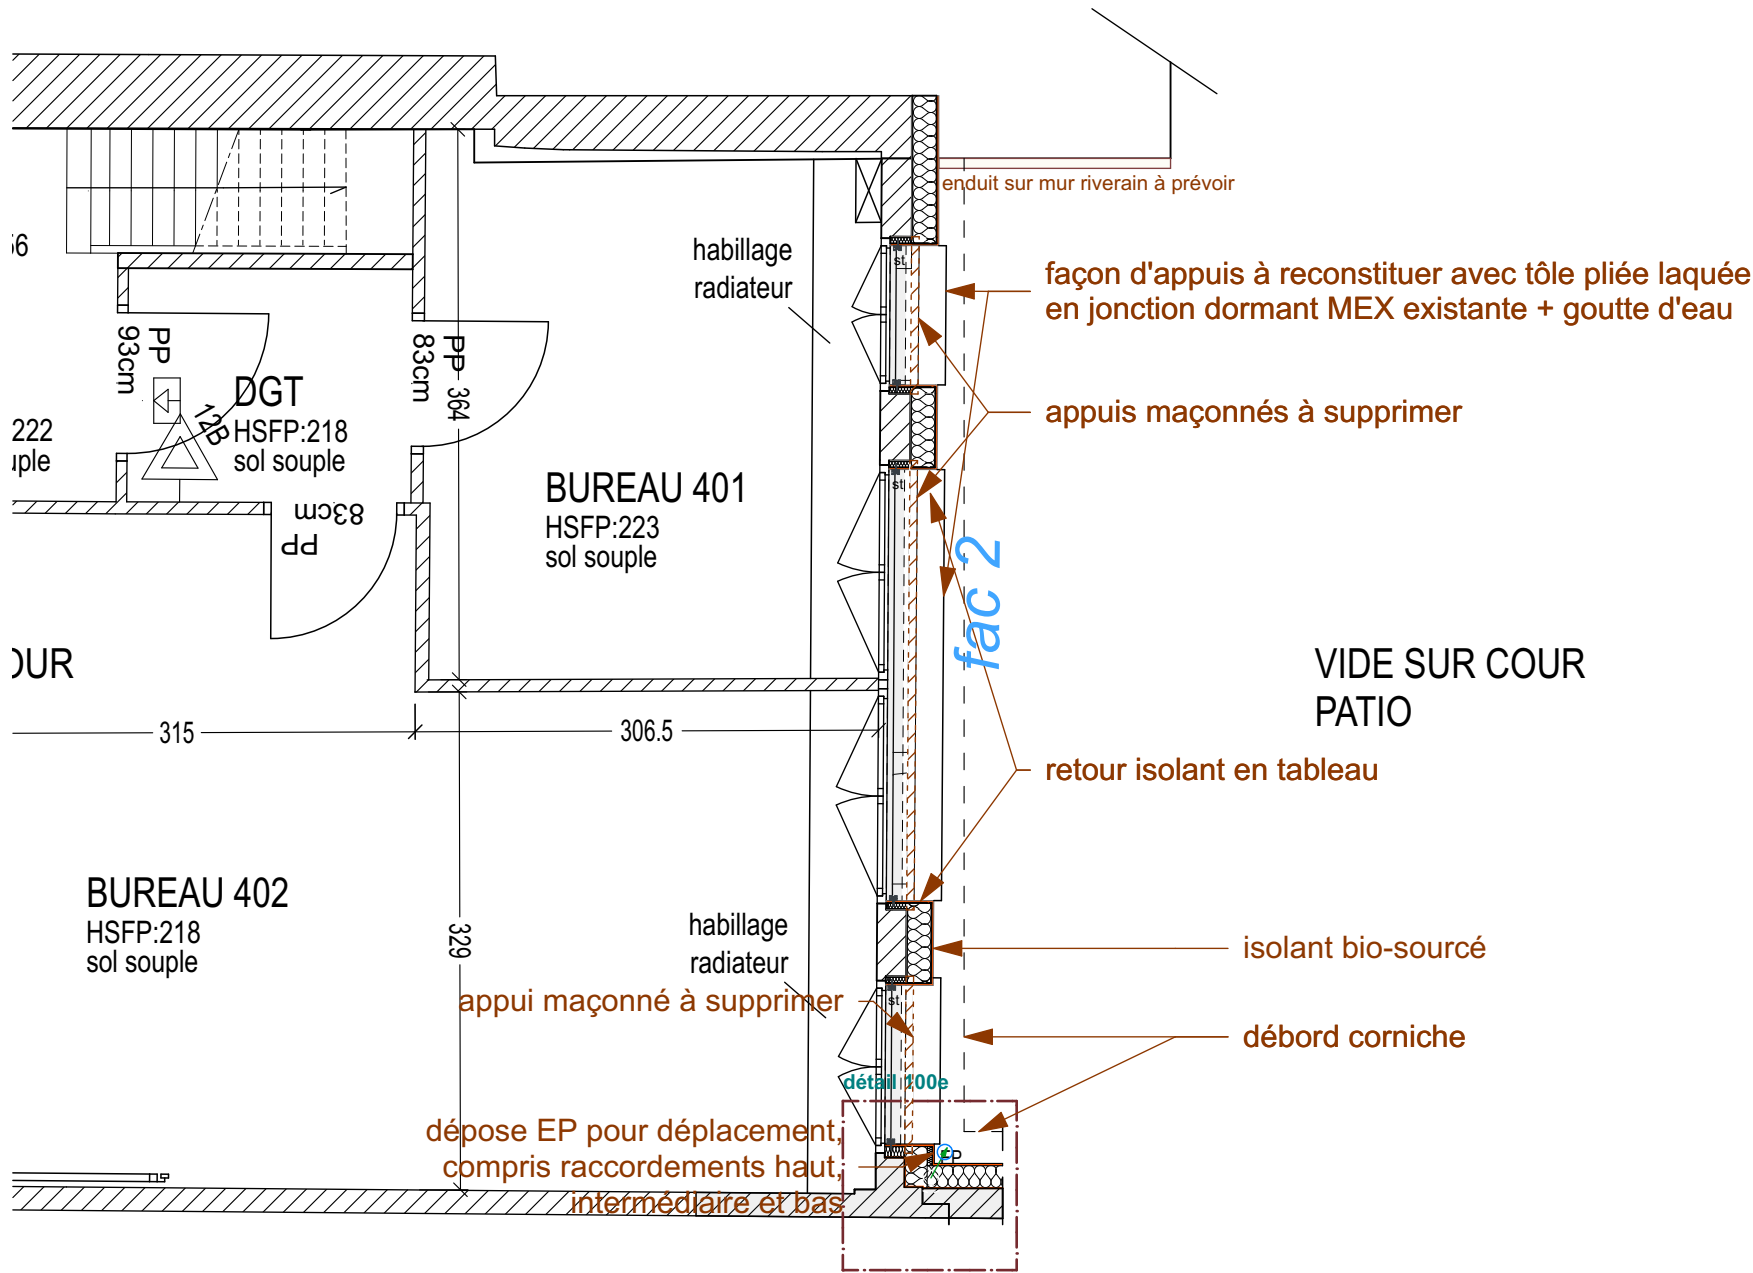 enduit sur mur riverain à prévoir
56
habillage
radiateur
st
façon d'appuis à reconstituer avec tôle pliée laquée
en jonction dormant MEX existante + goutte d'eau
PP
93cm
PP
83cm
364
DGT
HSFP:218
sol souple
12B
222
uple
appuis maçonnés à supprimer
BUREAU 401
HSFP:223
sol souple
st
83cm
PP
fac 2
OUR
VIDE SUR COUR
PATIO
315
306.5
retour isolant en tableau
BUREAU 402
HSFP:218
sol souple
329
habillage
radiateur
isolant bio-sourcé
appui maçonné à supprimer
st
débord corniche
détail 100e
dépose EP pour déplacement,
compris raccordements haut,
intermédiaire et bas
EP